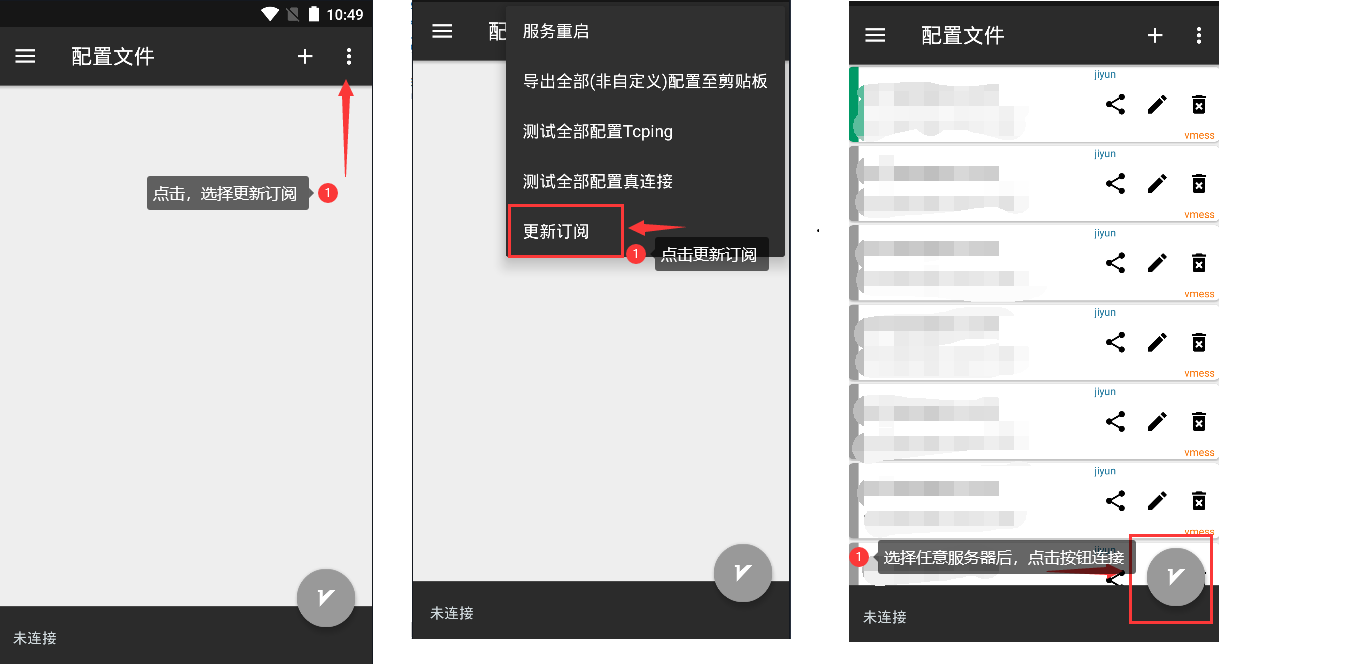 10:49
配置文件
点击，选择更新订阅
1
未连接
配
服务重启
导出全部(非自定义)配置至剪贴板
测试全部配置Tcping
测试全部配置真连接
更新订阅
1
点击更新订阅
未连接
配置文件
jiyun
vmess
jiyun
vmess
jiyun
vmess
jiyun
vmess
jiyun
vmess
jiyun
vmess
1
选择任意服务器后，点击按钮连接
未连接